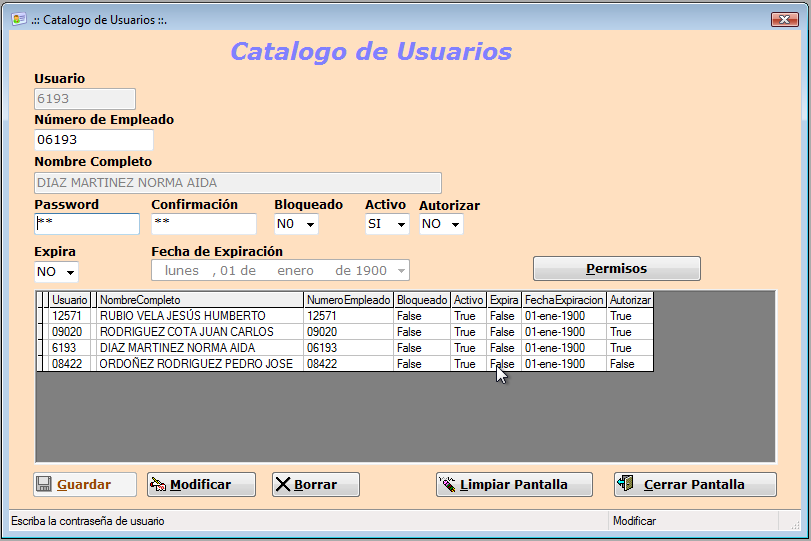 .:: Catalogo de Usuarios ::.
Catalogo de Usuarios
Usuario
6193
Número de Empleado
06193
Nombre Completo
DIAZ MARTINEZ NORMA AIDA
Password Confirmación Bloqueado Activo Autorizar
** ** N0 SI NO
Expira Fecha de Expiración
NO lunes , 01 de enero de 1900
Permisos
Usuario NombreCompleto NumeroEmpleado Bloqueado Activo Expira FechaExpiracion Autorizar
12571 RUBIO VELA JESÚS HUMBERTO 12571 False True False 01-ene-1900 True
09020 RODRIGUEZ COTA JUAN CARLOS 09020 False True False 01-ene-1900 True
6193 DIAZ MARTINEZ NORMA AIDA 06193 False True False 01-ene-1900 True
08422 ORDOÑEZ RODRIGUEZ PEDRO JOSE 08422 False True False 01-ene-1900 False
Guardar Modificar Borrar Limpiar Pantalla Cerrar Pantalla
Escriba la contraseña de usuario Modificar